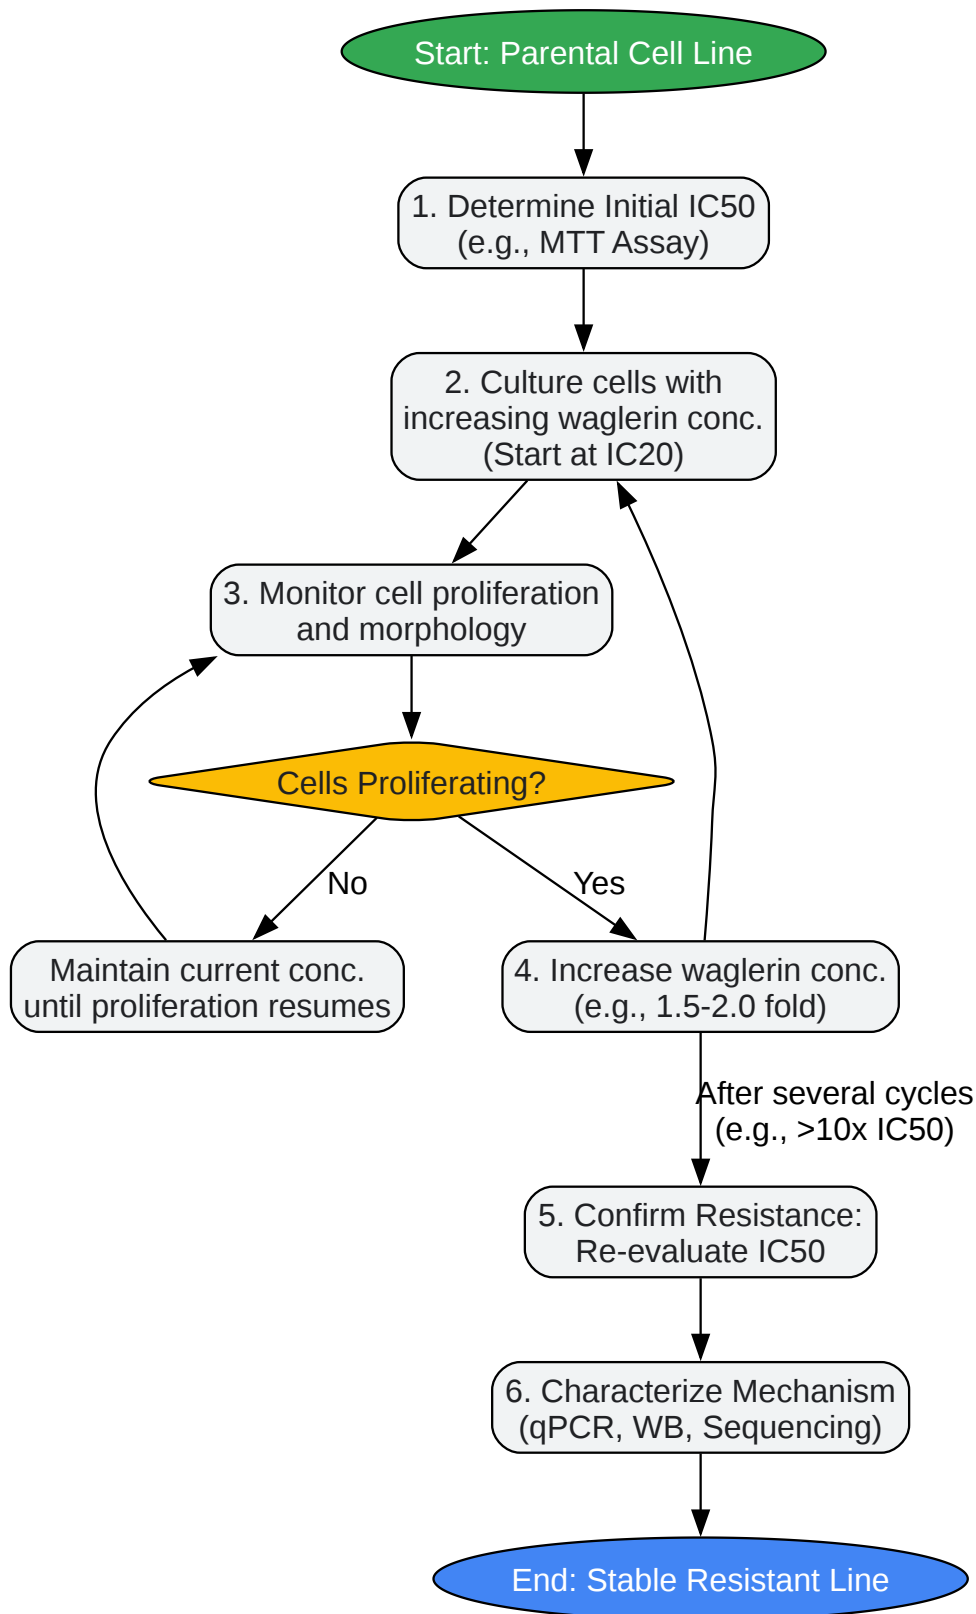 Start: Parental Cell Line
1. Determine Initial IC50
(e.g., MTT Assay)
2. Culture cells with
increasing waglerin conc.
(Start at IC20)
3. Monitor cell proliferation
and morphology
Cells Proliferating?
No
Yes
Maintain current conc.
until proliferation resumes
4. Increase waglerin conc.
(e.g., 1.5-2.0 fold)
After several cycles
(e.g., >10x IC50)
5. Confirm Resistance:
Re-evaluate IC50
6. Characterize Mechanism
(qPCR, WB, Sequencing)
End: Stable Resistant Line